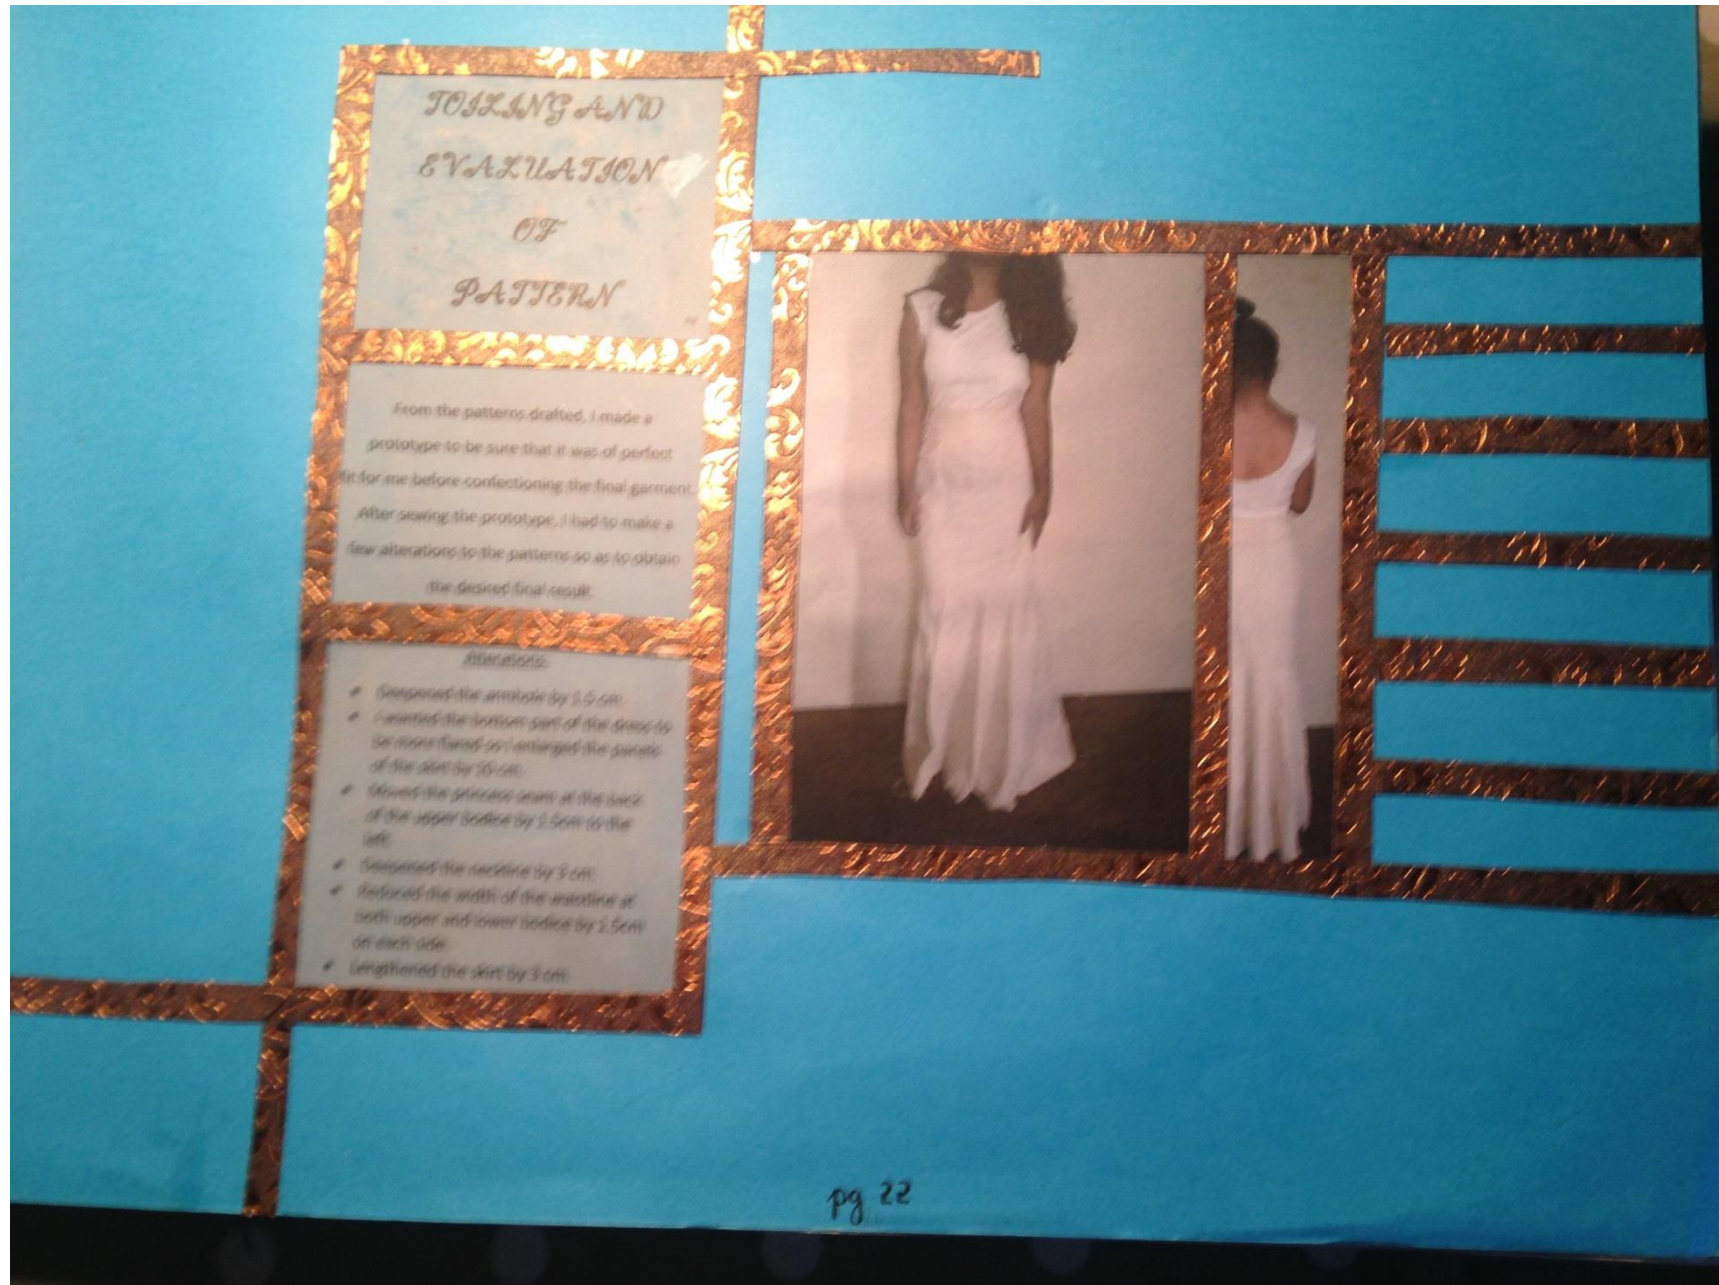 TOILING AND
EVALUATION
OF
PATTERN
From the patterns drafted, I made a
prototype to be sure that it was of perfect
fit for me before confectioning the final garment.
After sewing the prototype, I had to make a
few alterations to the patterns so as to obtain
the desired final result.
Alterations:
Deepened the armhole by 1.5 cm
I wanted the bottom part of the dress to
be more flared so I enlarged the panels
of the skirt by 10 cm
Moved the princess seam at the back
of the upper bodice by 1.5cm to the
left
Deepened the neckline by 3 cm
Reduced the width of the waistline at
both upper and lower bodice by 1.5cm
on each side
Lengthened the skirt by 3 cm
pg 22